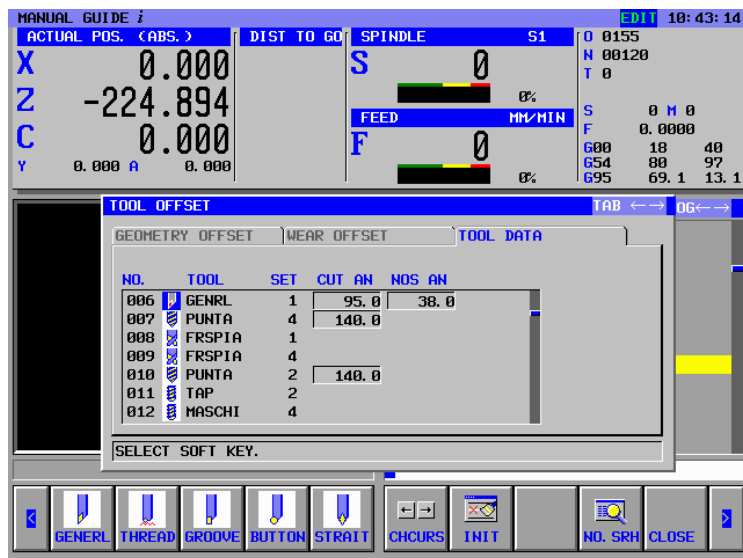 MANUAL GUIDE i EDIT 10:43:14
ACTUAL POS. (ABS.) DIST TO GO SPINDLE S1 O 0155
X 0.000 S 0 N 00120
T 0
Z -224.894 0%
FEED MM/MIN S 0 M 0
C 0.000 F 0 F 0.0000
G00 18 40
Y 0.000 A 0.000 G54 80 97
0% G95 69.1 13.1
TOOL OFFSET TAB ←→ OG←→
GEOMETRY OFFSET WEAR OFFSET TOOL DATA
NO. TOOL SET CUT AN NOS AN
006 GENRL 1 95.0 38.0
007 PUNTA 4 140.0
008 FRSPIA 1
009 FRSPIA 4
010 PUNTA 2 140.0
011 TAP 2
012 MASCHI 4
SELECT SOFT KEY.
< GENERL THREAD GROOVE BUTTON STRAIT CHCURS INIT NO.SRH CLOSE >